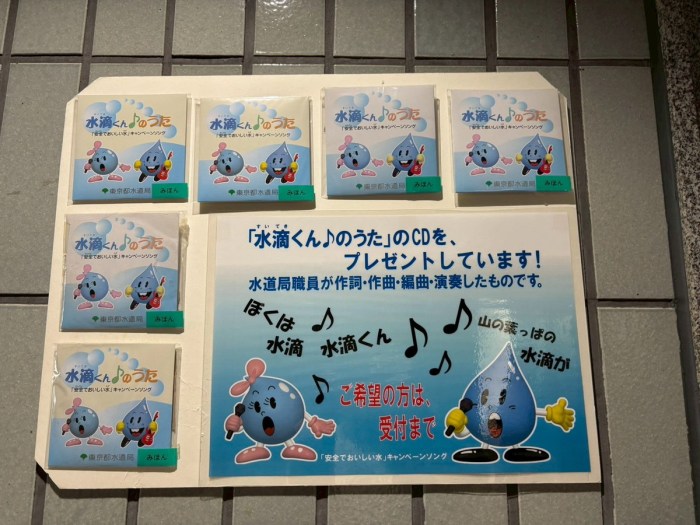 水滴くん♪のうた
「安全でおいしい水」キャンペーンソング
東京都水道局
みほん
水滴くん♪のうた
「安全でおいしい水」キャンペーンソング
東京都水道局
みほん
水滴くん♪のうた
「安全でおいしい水」キャンペーンソング
東京都水道局
みほん
水滴くん♪のうた
「安全でおいしい水」キャンペーンソング
東京都水道局
みほん
水滴くん♪のうた
「安全でおいしい水」キャンペーンソング
東京都水道局
みほん
水滴くん♪のうた
「安全でおいしい水」キャンペーンソング
東京都水道局
みほん
すいてき
「水滴くん♪のうた」のCDを、
プレゼントしています!
水道局職員が作詞・作曲・編曲・演奏したものです。
ぼくは
水滴 水滴くん
山の葉っぱの
水滴が
ご希望の方は、
受付まで
「安全でおいしい水」キャンペーンソング